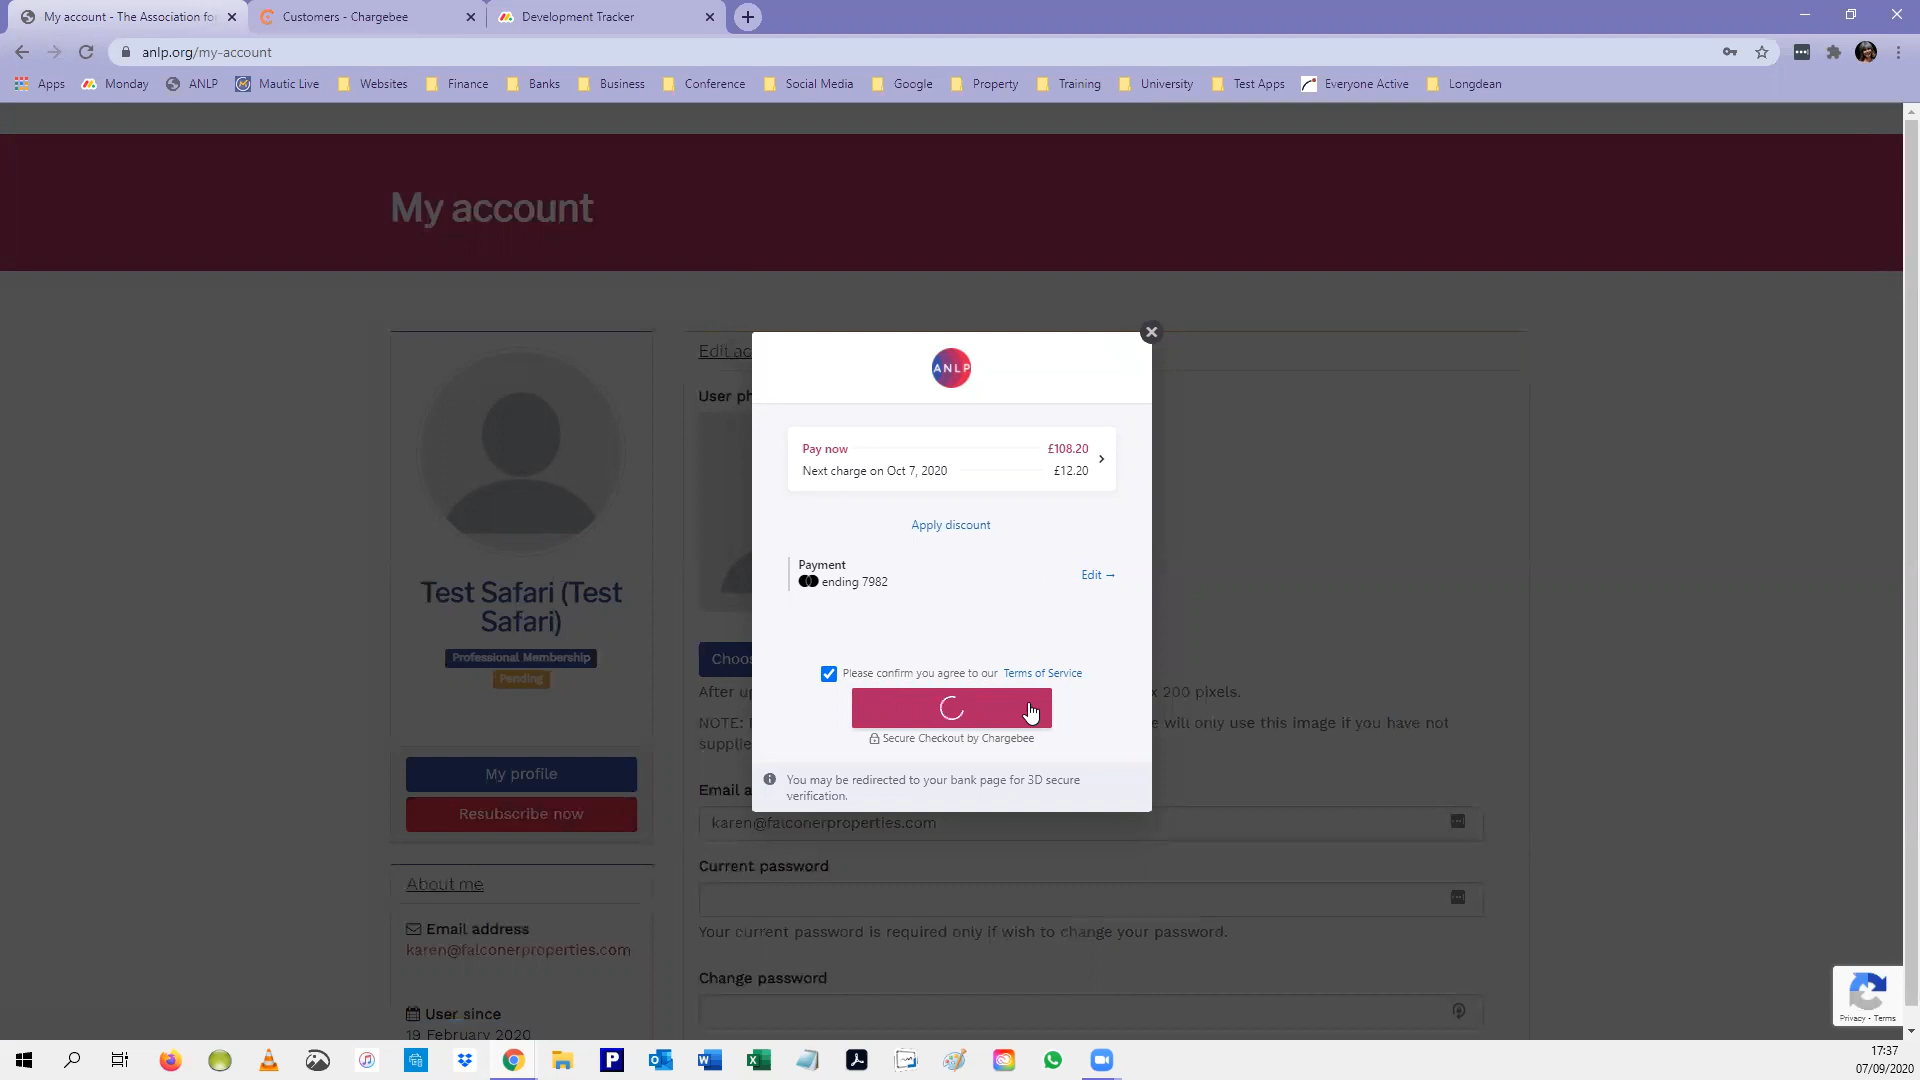 My account - The Association for
Customers - Chargebee
Development Tracker
anlp.org/my-account
Apps
Monday
ANLP
Mautic Live
Websites
Finance
Banks
Business
Conference
Social Media
Google
Property
Training
University
Test Apps
Everyone Active
Longdean
My account
Edit ac
User ph
Test Safari (Test
Safari)
Professional Membership
Pending
My profile
Resubscribe now
About me
Email address
karen@falconerproperties.com
User since
19 February 2020
ANLP
Pay now £108.20
Next charge on Oct 7, 2020 £12.20
Apply discount
Payment
ending 7982
Edit →
Please confirm you agree to our Terms of Service
Secure Checkout by Chargebee
You may be redirected to your bank page for 3D secure
verification.
Choos
After u
x 200 pixels.
NOTE:
e will only use this image if you have not
supplie
Email a
karen@falconerproperties.com
Current password
Your current password is required only if wish to change your password.
Change password
Privacy - Terms
17:37
07/09/2020